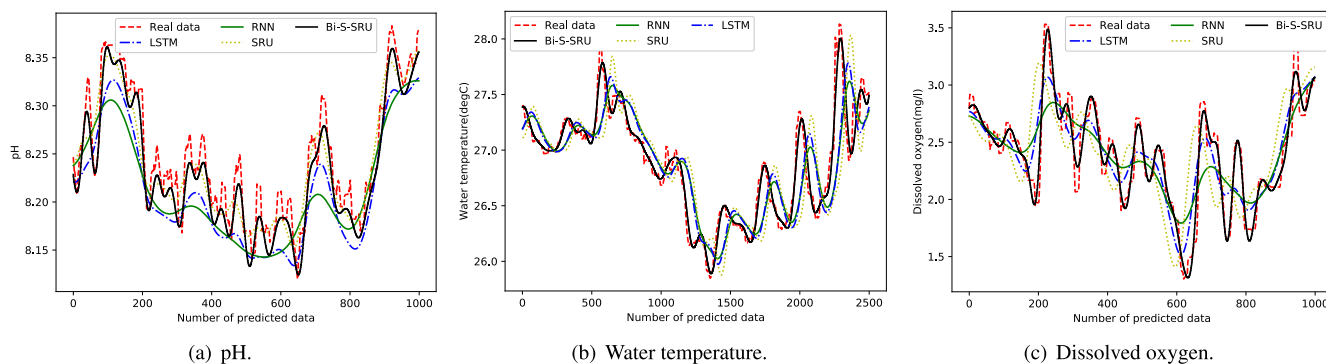 Real data
LSTM
RNN
SRU
Bi-S-SRU
8.35
8.30
8.25
8.20
8.15
pH
0 200 400 600 800 1000
Number of predicted data
(a) pH.
Real data
Bi-S-SRU
RNN
SRU
LSTM
28.0
27.5
27.0
26.5
26.0
Water temperature(degC)
0 500 1000 1500 2000 2500
Number of predicted data
(b) Water temperature.
Real data
LSTM
RNN
SRU
Bi-S-SRU
3.5
3.0
2.5
2.0
1.5
Dissolved oxygen(mg/l)
0 200 400 600 800 1000
Number of predicted data
(c) Dissolved oxygen.